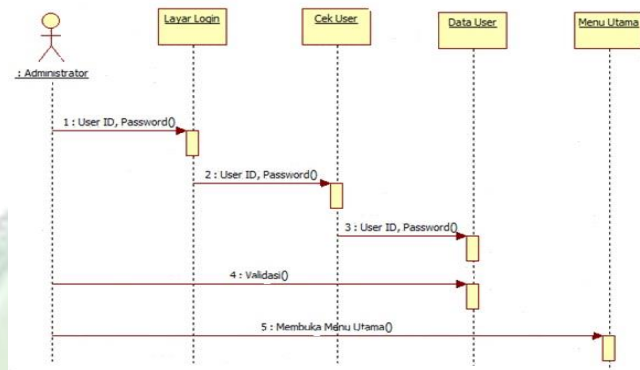 Layar Login
Cek User
Data User
Menu Utama
: Administrator
1 : User ID, Password()
2 : User ID, Password()
3 : User ID, Password()
4 : Validasi()
5 : Membuka Menu Utama()